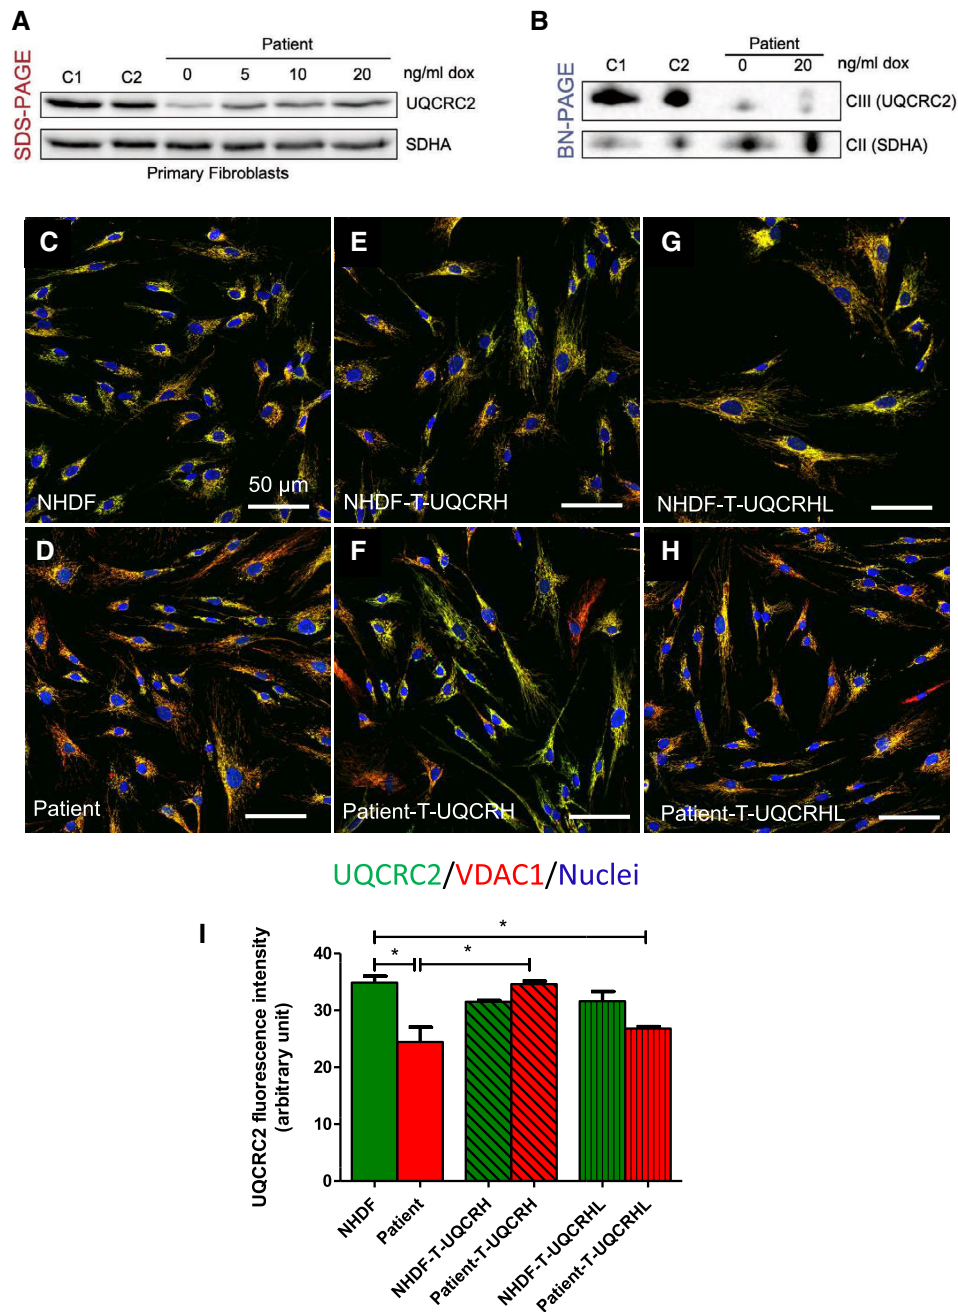 A
Patient
C1 C2 0 5 10 20 ng/ml dox
SDS-PAGE
UQCRC2
SDHA
Primary Fibroblasts
B
Patient
C1 C2 0 20 ng/ml dox
BN-PAGE
CIII (UQCRC2)
CII (SDHA)
C
50 µm
NHDF
E
NHDF-T-UQCRH
G
NHDF-T-UQCRHL
D
Patient
F
Patient-T-UQCRH
H
Patient-T-UQCRHL
UQCRC2/VDAC1/Nuclei
I
UQCRC2 fluorescence intensity
(arbitrary unit)
*
* *
40
30
20
10
0
NHDF
Patient
NHDF-T-UQCRH
Patient-T-UQCRH
NHDF-T-UQCRHL
Patient-T-UQCRHL